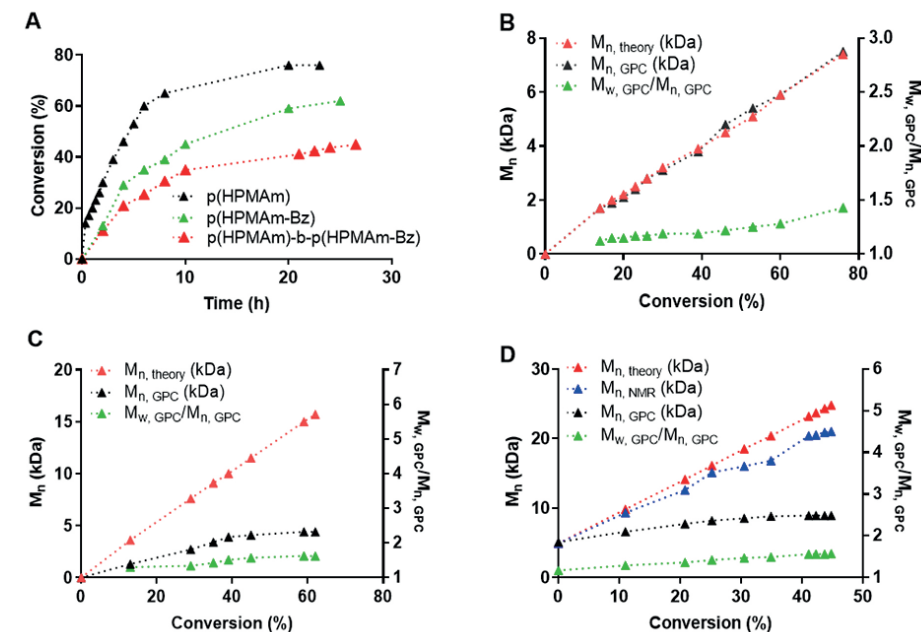 A
Conversion (%)
80
60
40
20
0
p(HPMAm)
p(HPMAm-Bz)
p(HPMAm)-b-p(HPMAm-Bz)
0 10 20 30
Time (h)
B
Mn, theory (kDa)
Mn, GPC (kDa)
Mw, GPC/Mn, GPC
Mn (kDa)
8
6
4
2
0
3.0
2.5
2.0
1.5
1.0
Mw, GPC/Mn, GPC
0 20 40 60 80
Conversion (%)
C
Mn, theory (kDa)
Mn, GPC (kDa)
Mw, GPC/Mn, GPC
Mn (kDa)
20
15
10
5
0
7
6
5
4
3
2
1
Mw, GPC/Mn, GPC
0 20 40 60 80
Conversion (%)
D
Mn, theory (kDa)
Mn, NMR (kDa)
Mn, GPC (kDa)
Mw, GPC/Mn, GPC
Mn (kDa)
30
20
10
0
6
5
4
3
2
1
Mw, GPC/Mn, GPC
0 10 20 30 40 50
Conversion (%)